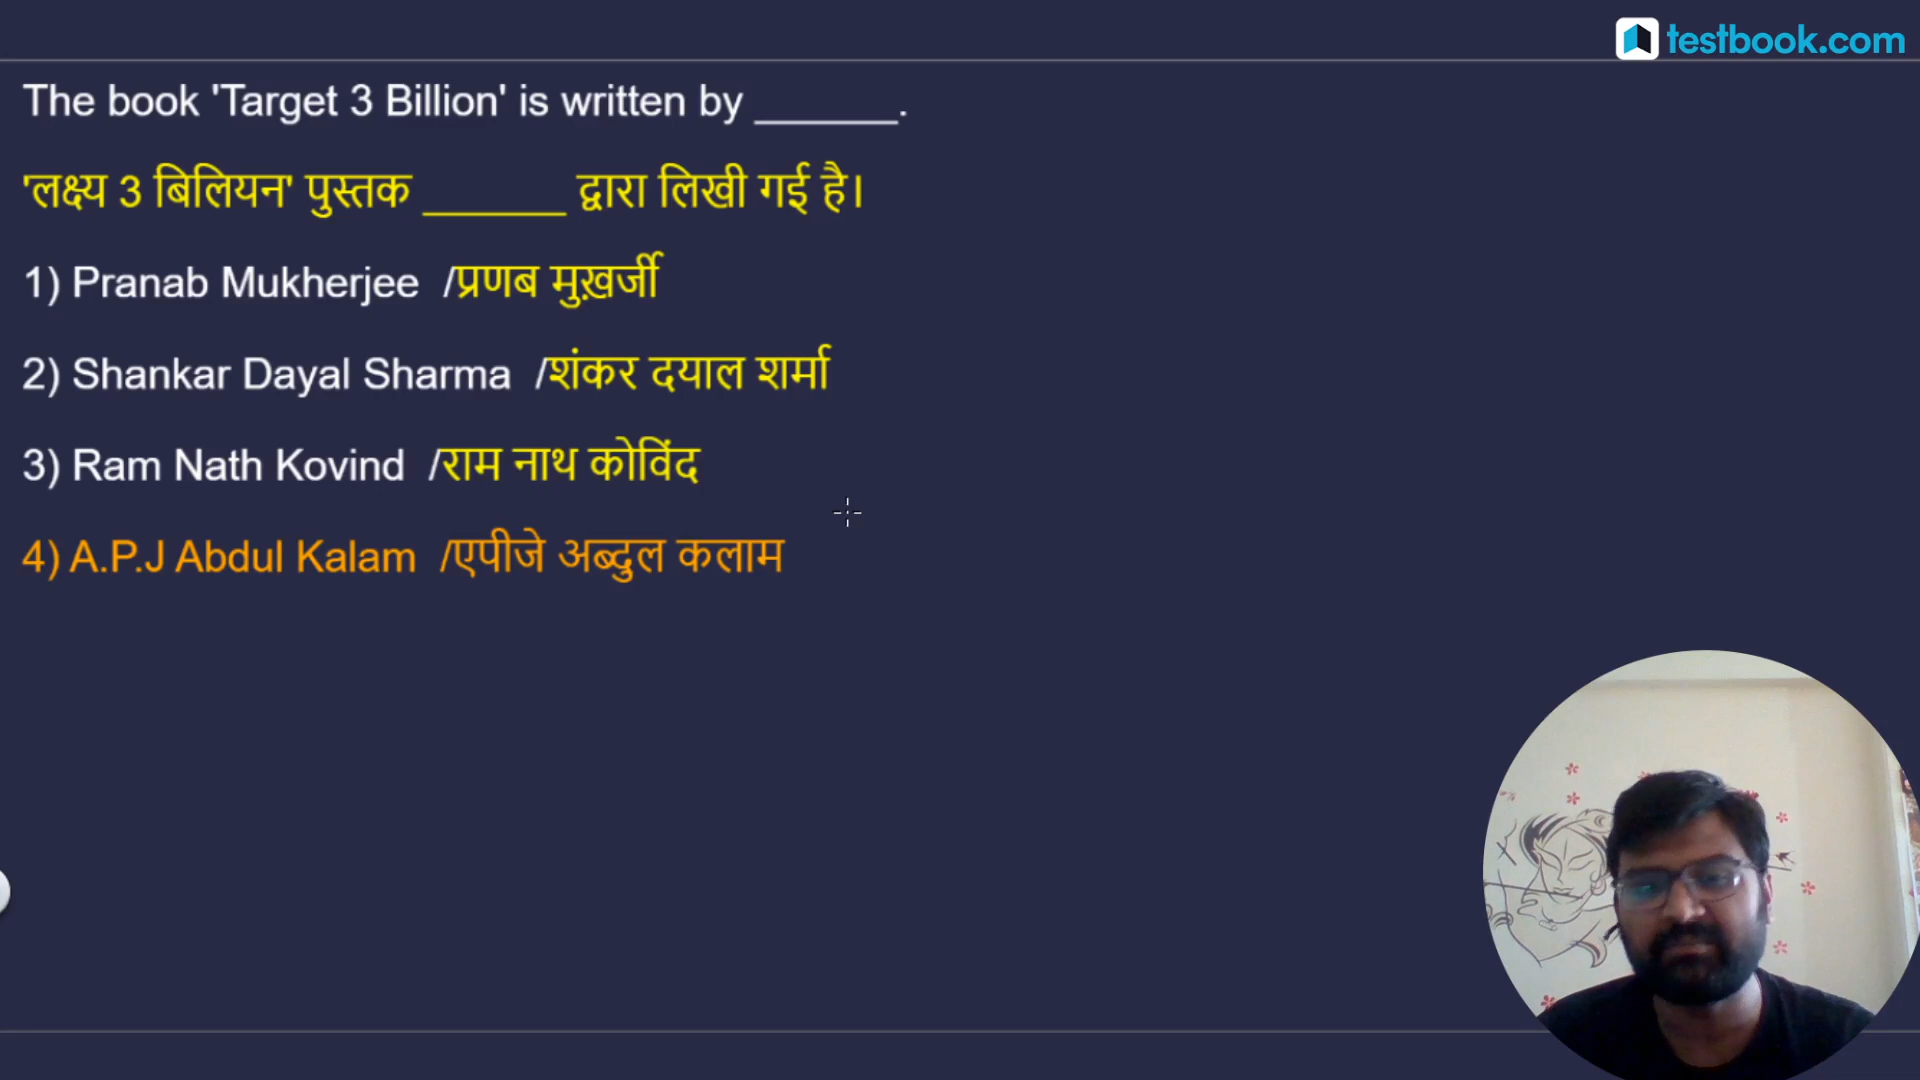 testbook.com
The book 'Target 3 Billion' is written by ______.
'लक्ष्य 3 बिलियन' पुस्तक ______ द्वारा लिखी गई है।
1) Pranab Mukherjee /प्रणब मुख़र्जी
2) Shankar Dayal Sharma /शंकर दयाल शर्मा
3) Ram Nath Kovind /राम नाथ कोविंद
4) A.P.J Abdul Kalam /एपीजे अब्दुल कलाम